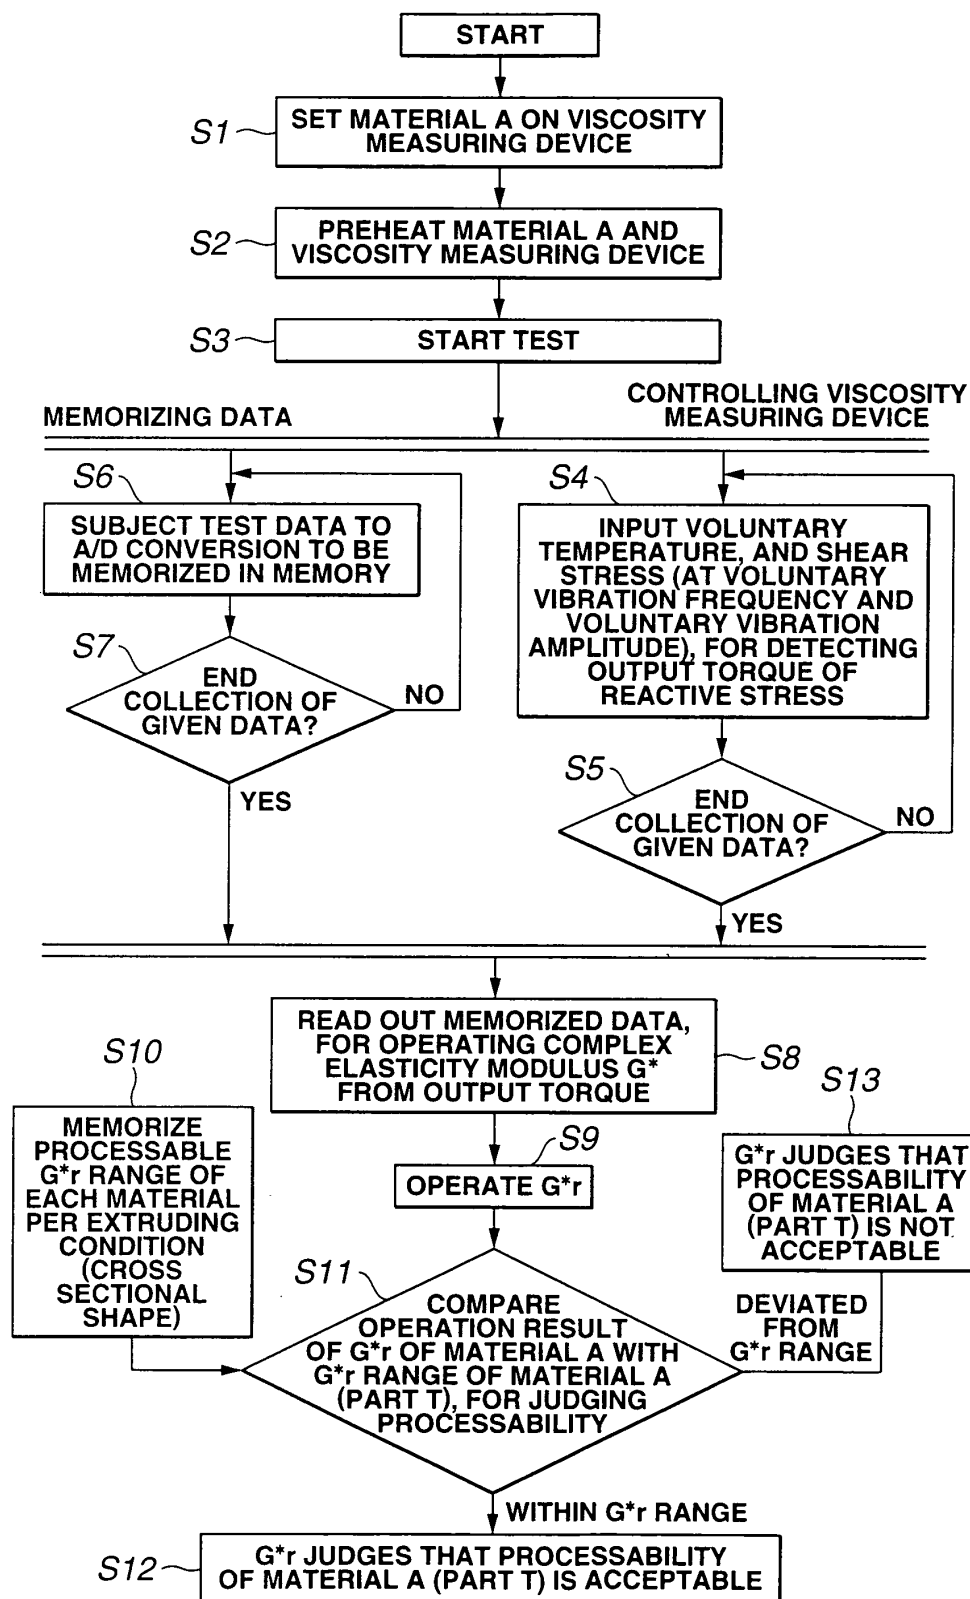 START
S1
SET MATERIAL A ON VISCOSITY
MEASURING DEVICE
S2
PREHEAT MATERIAL A AND
VISCOSITY MEASURING DEVICE
S3
START TEST
MEMORIZING DATA
CONTROLLING VISCOSITY
MEASURING DEVICE
S6
SUBJECT TEST DATA TO
A/D CONVERSION TO BE
MEMORIZED IN MEMORY
S7
END
COLLECTION OF
GIVEN DATA?
NO
YES
S4
INPUT VOLUNTARY
TEMPERATURE, AND SHEAR
STRESS (AT VOLUNTARY
VIBRATION FREQUENCY AND
VOLUNTARY VIBRATION
AMPLITUDE), FOR DETECTING
OUTPUT TORQUE OF
REACTIVE STRESS
S5
END
COLLECTION OF
GIVEN DATA?
NO
YES
READ OUT MEMORIZED DATA,
FOR OPERATING COMPLEX
ELASTICITY MODULUS G*
FROM OUTPUT TORQUE
S8
S9
OPERATE G*r
S10
MEMORIZE
PROCESSABLE
G*r RANGE OF
EACH MATERIAL
PER EXTRUDING
CONDITION
(CROSS
SECTIONAL
SHAPE)
S11
COMPARE
OPERATION RESULT
OF G*r OF MATERIAL A WITH
G*r RANGE OF MATERIAL A
(PART T), FOR JUDGING
PROCESSABILITY
S13
G*r JUDGES THAT
PROCESSABILITY
OF MATERIAL A
(PART T) IS NOT
ACCEPTABLE
DEVIATED
FROM
G*r RANGE
WITHIN G*r RANGE
S12
G*r JUDGES THAT PROCESSABILITY
OF MATERIAL A (PART T) IS ACCEPTABLE